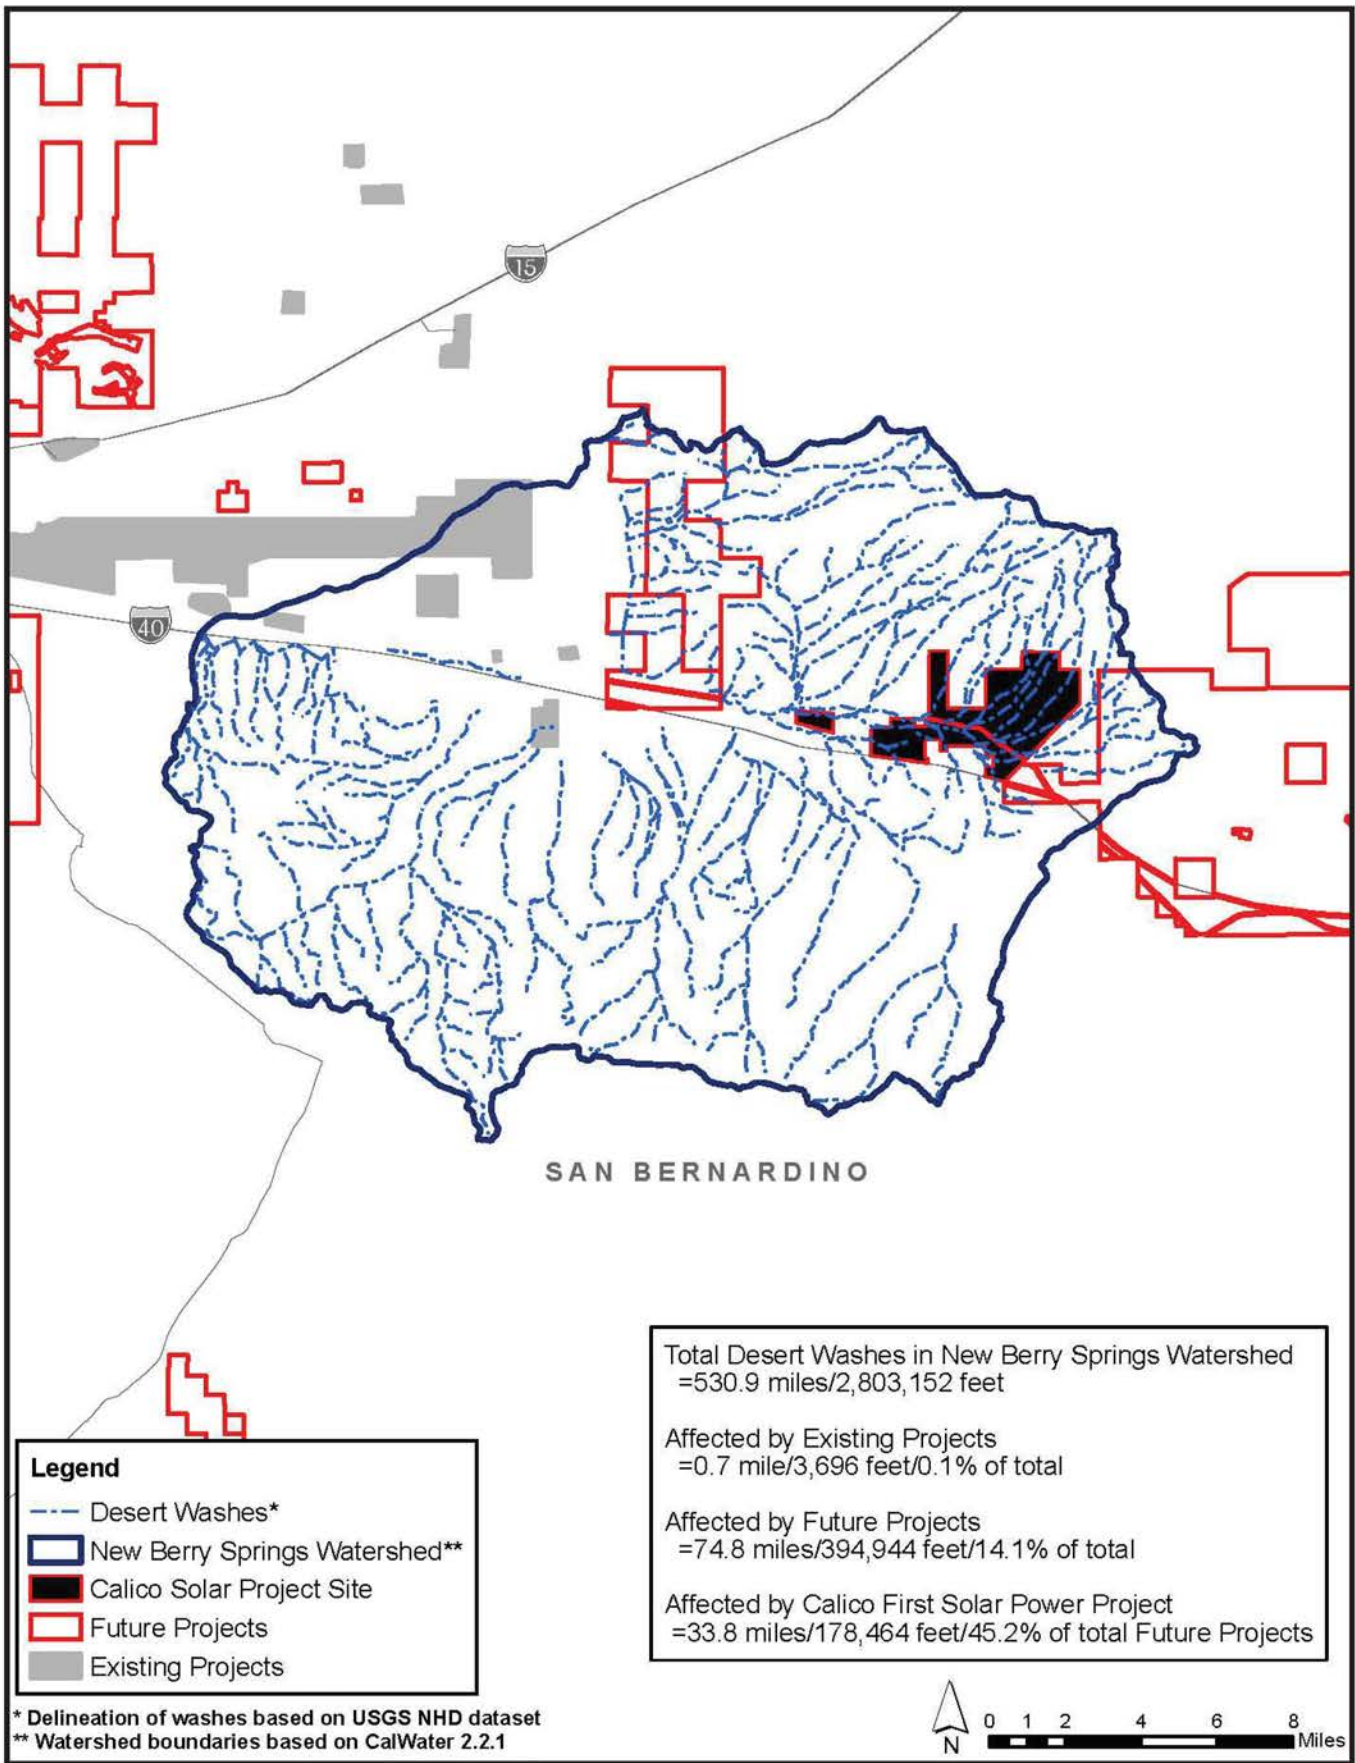 15
40
SAN BERNARDINO
Total Desert Washes in New Berry Springs Watershed
=530.9 miles/2,803,152 feet
Affected by Existing Projects
=0.7 mile/3,696 feet/0.1% of total
Affected by Future Projects
=74.8 miles/394,944 feet/14.1% of total
Affected by Calico First Solar Power Project
=33.8 miles/178,464 feet/45.2% of total Future Projects
Legend
Desert Washes*
New Berry Springs Watershed**
Calico Solar Project Site
Future Projects
Existing Projects
* Delineation of washes based on USGS NHD dataset
** Watershed boundaries based on CalWater 2.2.1
N
0 1 2 4 6 8
Miles